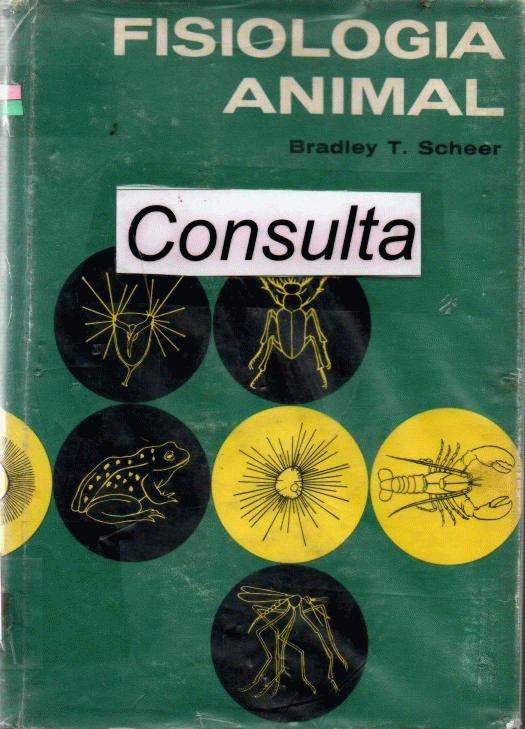 FISIOLOGIA
ANIMAL
Bradley T. Scheer
Consulta